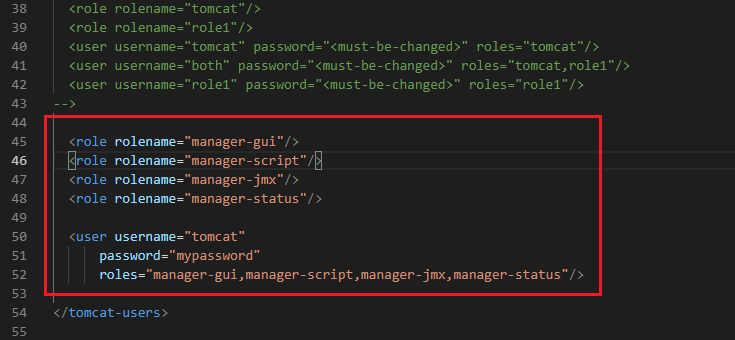 38 <role rolename="tomcat"/>
39 <role rolename="role1"/>
40 <user username="tomcat" password="<must-be-changed>" roles="tomcat"/>
41 <user username="both" password="<must-be-changed>" roles="tomcat,role1"/>
42 <user username="role1" password="<must-be-changed>" roles="role1"/>
43 -->
44
45 <role rolename="manager-gui"/>
46 <role rolename="manager-script"/>
47 <role rolename="manager-jmx"/>
48 <role rolename="manager-status"/>
49
50 <user username="tomcat"
51 password="mypassword"
52 roles="manager-gui,manager-script,manager-jmx,manager-status"/>
53
54 </tomcat-users>
55